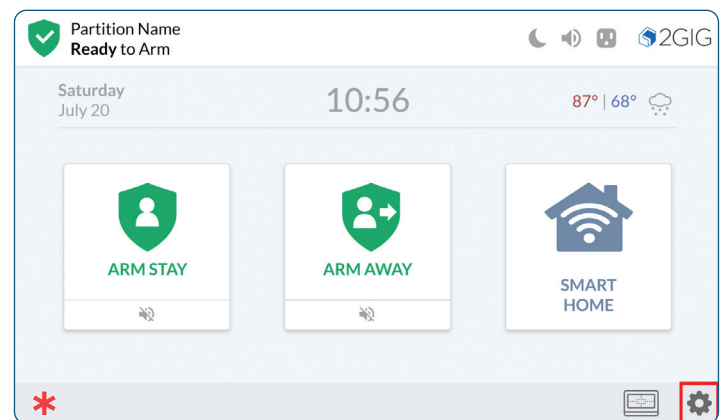 Partition Name
Ready to Arm
2GIG
Saturday
July 20
10:56
87° | 68°
ARM STAY
ARM AWAY
SMART
HOME